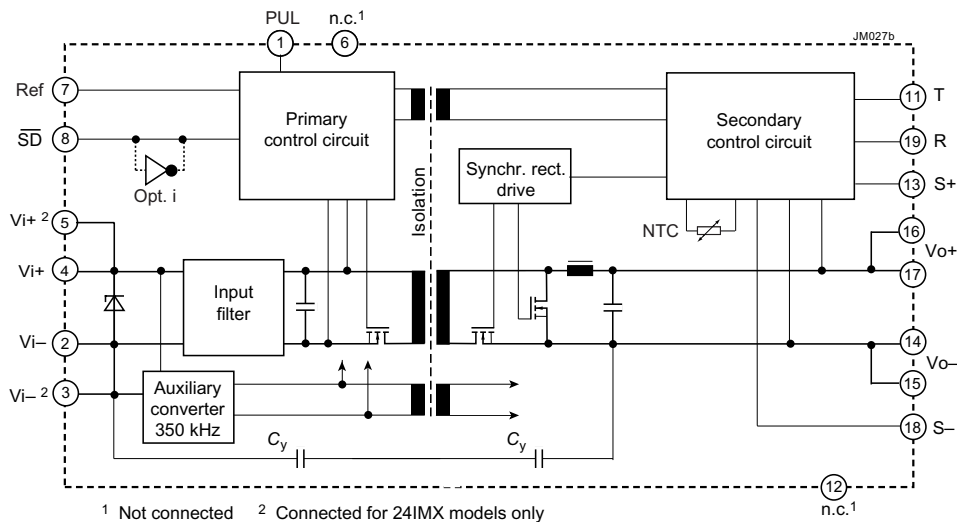 PUL
n.c.¹
1
6
JM027b
Ref
7
Primary
control circuit
Secondary
control circuit
11
T
SD
8
19
R
Opt. i
Isolation
Synchr. rect.
drive
13
S+
Vi+ ²
5
NTC
16
Vo+
Vi+
4
17
Input
filter
Vi–
2
14
Vo–
Vi– ²
3
Auxiliary
converter
350 kHz
15
Cy
Cy
18
S–
12
n.c.¹
¹ Not connected ² Connected for 24IMX models only